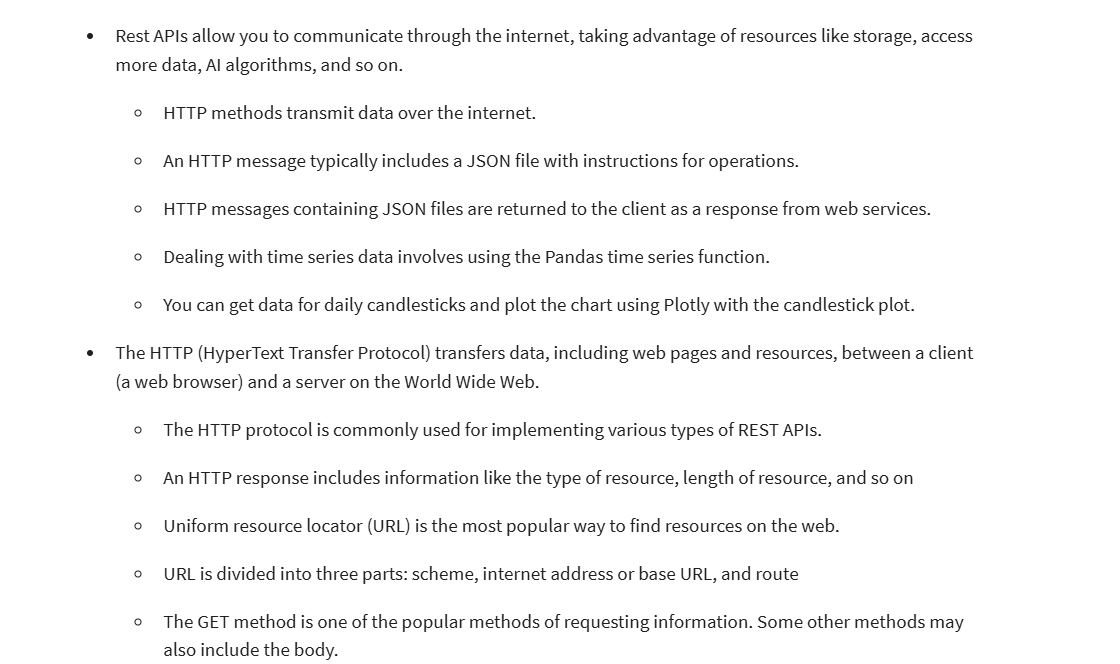 Rest APIs allow you to communicate through the internet, taking advantage of resources like storage, access
more data, AI algorithms, and so on.
HTTP methods transmit data over the internet.
An HTTP message typically includes a JSON file with instructions for operations.
HTTP messages containing JSON files are returned to the client as a response from web services.
Dealing with time series data involves using the Pandas time series function.
You can get data for daily candlesticks and plot the chart using Plotly with the candlestick plot.
The HTTP (HyperText Transfer Protocol) transfers data, including web pages and resources, between a client
(a web browser) and a server on the World Wide Web.
The HTTP protocol is commonly used for implementing various types of REST APIs.
An HTTP response includes information like the type of resource, length of resource, and so on
Uniform resource locator (URL) is the most popular way to find resources on the web.
URL is divided into three parts: scheme, internet address or base URL, and route
The GET method is one of the popular methods of requesting information. Some other methods may
also include the body.